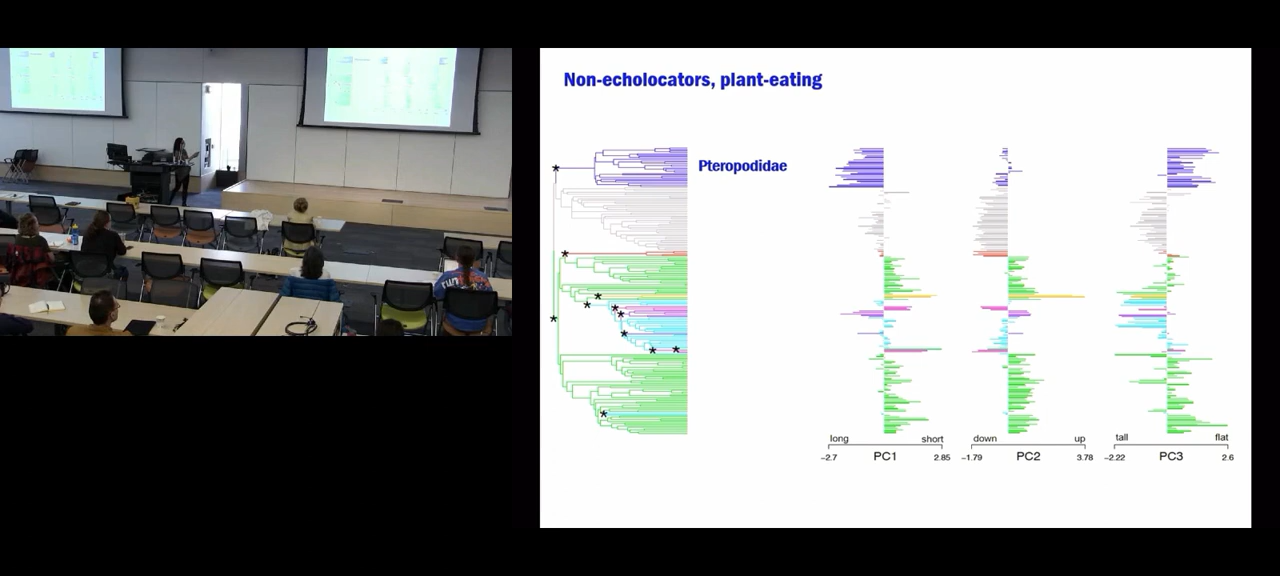 Non-echolocators, plant-eating
Pteropodidae
long short down up tall flat
-2.7 PC1 2.85 -1.79 PC2 3.78 -2.22 PC3 2.6